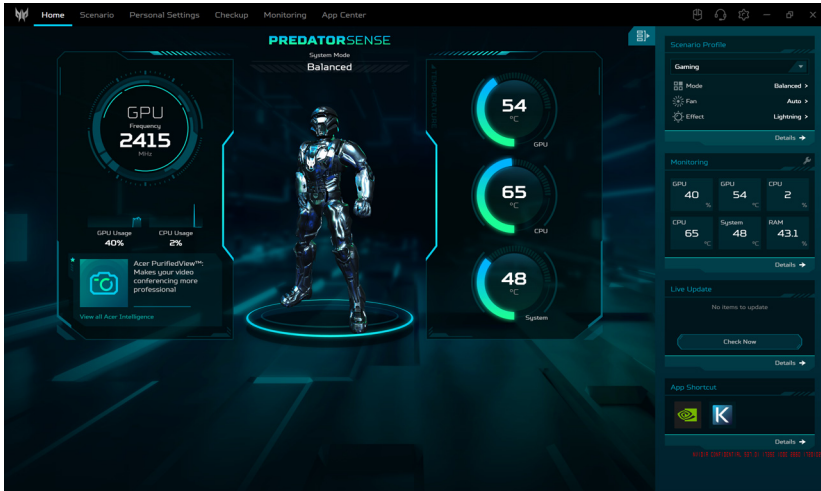 Home Scenario Personal Settings Checkup Monitoring App Center
PREDATORSENSE
System Mode
Balanced
GPU
Frequency
2415
MHz
GPU Usage
40%
CPU Usage
2%
Acer PurifiedView™:
Makes your video
conferencing more
professional
View all Acer Intelligence
54
°C
GPU
65
°C
CPU
48
°C
System
Scenario Profile
Gaming
Mode Balanced >
Fan Auto >
Effect Lightning >
Details →
Monitoring
GPU
40
%
GPU
54
°C
CPU
2
%
CPU
65
°C
System
48
°C
RAM
43.1
%
Details →
Live Update
No items to update
Check Now
Details →
App Shortcut
K
Details →